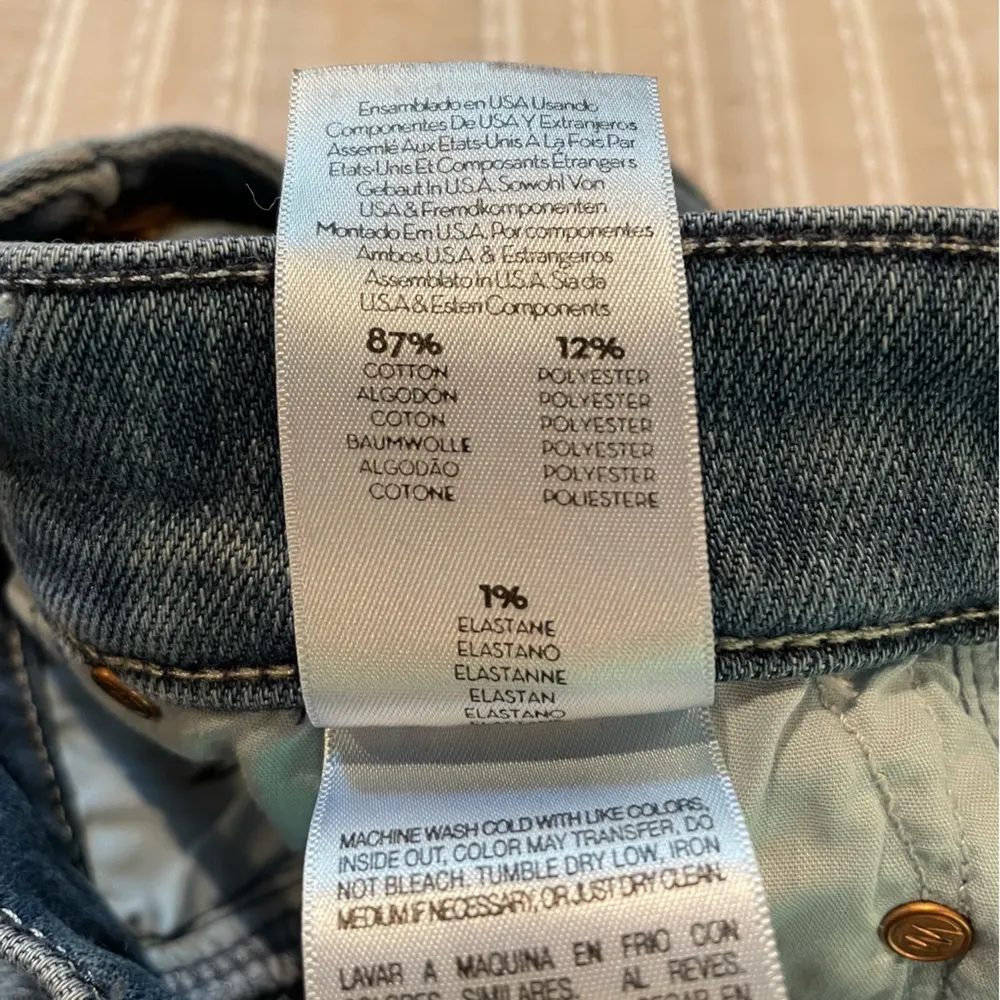 Ensamblado en USA Usando
Componentes De USA Y Extranjeros
Assemlé Aux Etats-Unis A La Fois Par
Etats-Unis Et Composants Étrangers
Gebaut In U.S.A. Sowohl Von
USA & Fremdkomponenten
Montado Em U.S.A. Por componentes
Ambos U.S.A & Estrangeiros
Assemblato In U.S.A. Sia da
U.S.A & Esteri Components
87% 12%
COTTON POLYESTER
ALGODÓN POLYESTER
COTON POLYESTER
BAUMWOLLE POLYESTER
ALGODÃO POLYESTER
COTONE POLIESTERE
1%
ELASTANE
ELASTANO
ELASTANNE
ELASTAN
ELASTANO
MACHINE WASH COLD WITH LIKE COLORS,
INSIDE OUT, COLOR MAY TRANSFER, DO
NOT BLEACH. TUMBLE DRY LOW, IRON
MEDIUM IF NECESSARY, OR JUST DRY CLEAN.
LAVAR A MAQUINA EN FRIO CON
COLORES SIMILARES. AL REVES